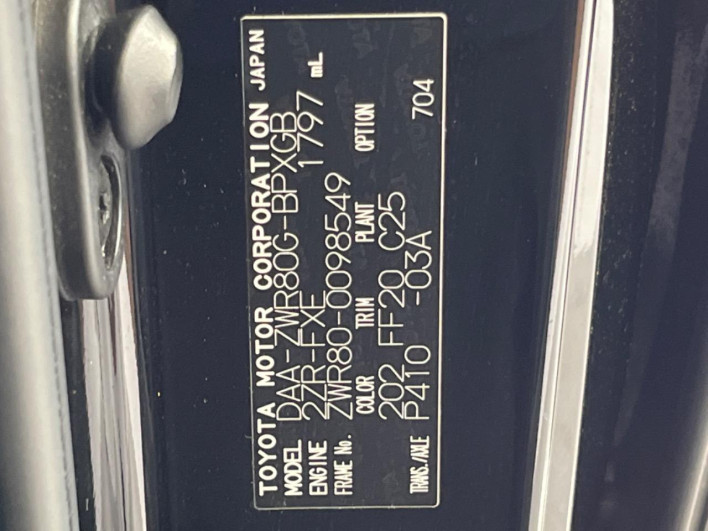 TOYOTA MOTOR CORPORATION JAPAN
MODEL DAA-ZWR80G-BPXGB
ENGINE 2ZR-FXE 1797 mL
FRAME No. ZWR80-0098549
COLOR TRIM PLANT OPTION
202 FF20 C25
TRANS./AXLE P410 -03A 704